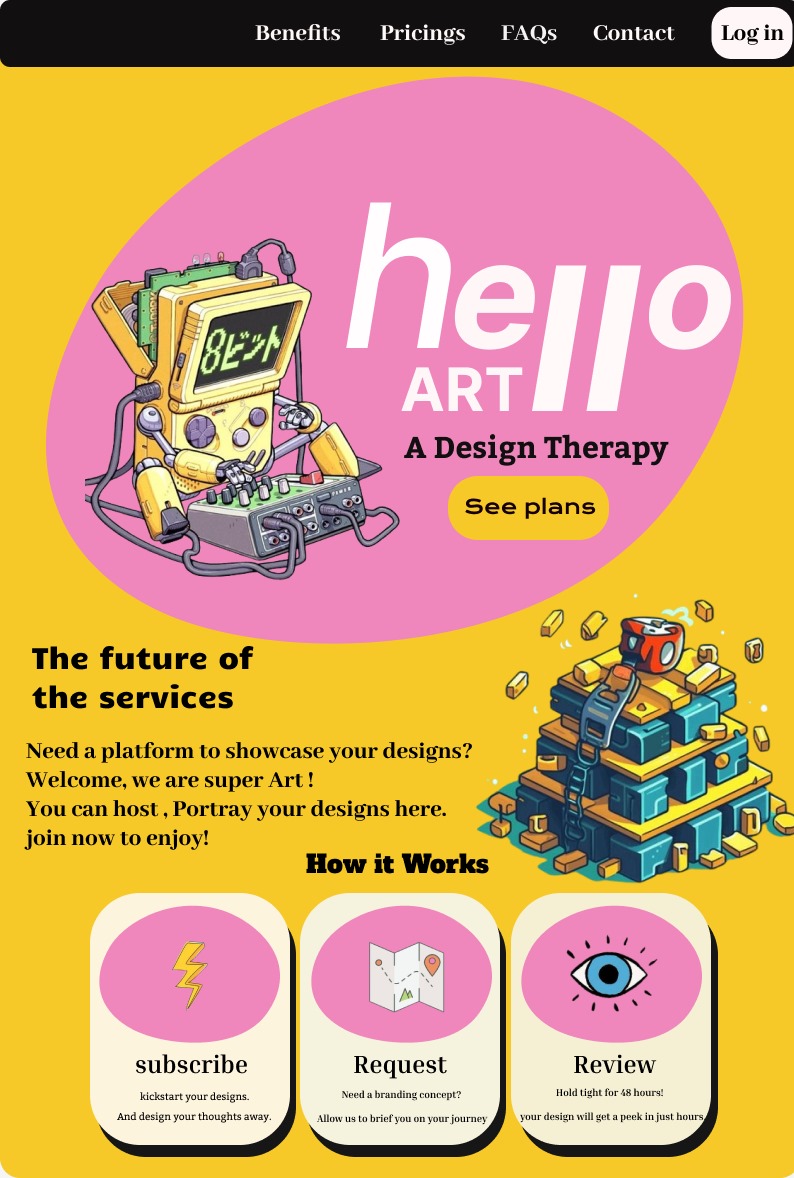 Benefits Pricings FAQs Contact Log in
hello
ART
8ビット
A Design Therapy
See plans
The future of
the services
Need a platform to showcase your designs?
Welcome, we are super Art !
You can host , Portray your designs here.
join now to enjoy!
How it Works
subscribe
kickstart your designs.
And design your thoughts away.
Request
Need a branding concept?
Allow us to brief you on your journey
Review
Hold tight for 48 hours!
your design will get a peek in just hours.